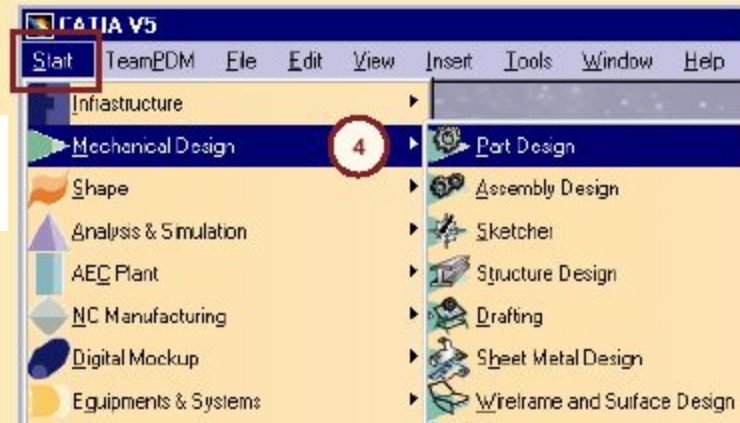 CATIA V5
Start TeamPDM File Edit View Insert Tools Window Help
Infrastructure
Mechanical Design 4 Part Design
Shape Assembly Design
Analysis & Simulation Sketcher
AEC Plant Structure Design
NC Manufacturing Drafting
Digital Mockup Sheet Metal Design
Equipments & Systems Wireframe and Surface Design